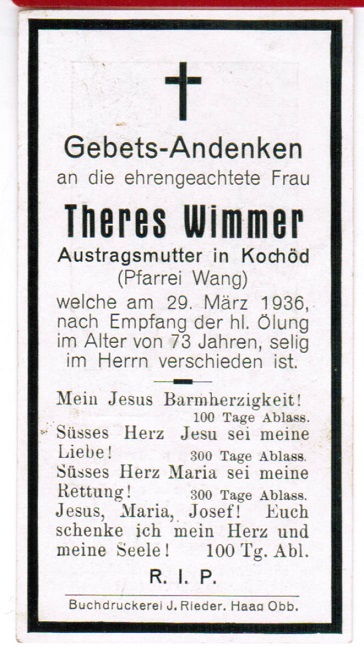 Gebets-Andenken
an die ehrengeachtete Frau
Theres Wimmer
Austragsmutter in Kochöd
(Pfarrei Wang)
welche am 29. März 1936,
nach Empfang der hl. Ölung
im Alter von 73 Jahren, selig
im Herrn verschieden ist.
Mein Jesus Barmherzigkeit!
100 Tage Ablass.
Süsses Herz Jesu sei meine
Liebe! 300 Tage Ablass.
Süsses Herz Maria sei meine
Rettung! 300 Tage Ablass.
Jesus, Maria, Josef! Euch
schenke ich mein Herz und
meine Seele! 100 Tg. Abl.
R. I. P.
Buchdruckerei J. Rieder. Haag Obb.